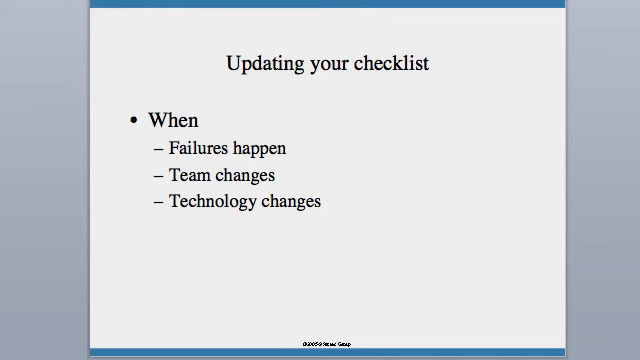 Updating your checklist
• When
– Failures happen
– Team changes
– Technology changes